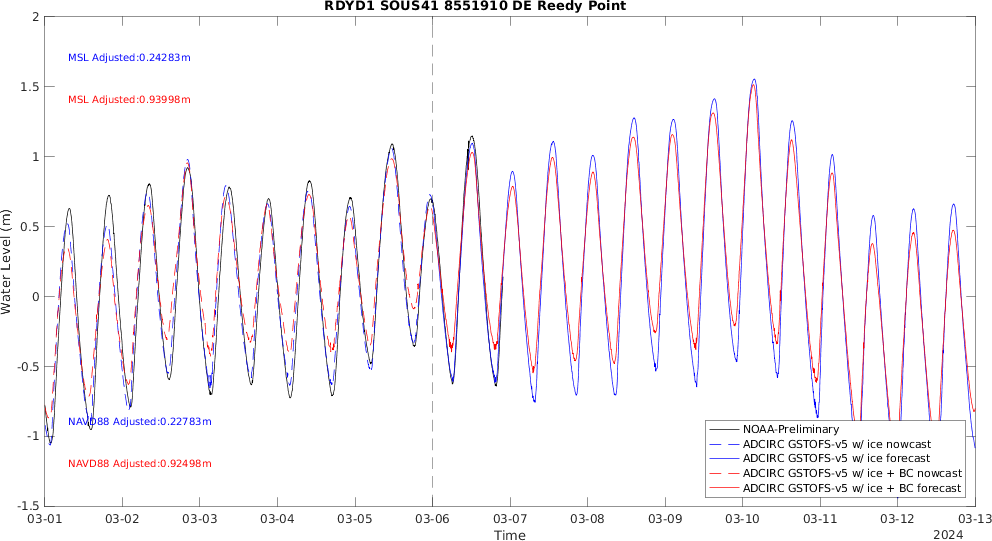 RDYD1 SOUS41 8551910 DE Reedy Point
Water Level (m)
2
1.5
1
0.5
0
-0.5
-1
-1.5
MSL Adjusted:0.24283m
MSL Adjusted:0.93998m
NAVD88 Adjusted:0.22783m
NAVD88 Adjusted:0.92498m
NOAA-Preliminary
ADCIRC GSTOFS-v5 w/ ice nowcast
ADCIRC GSTOFS-v5 w/ ice forecast
ADCIRC GSTOFS-v5 w/ ice + BC nowcast
ADCIRC GSTOFS-v5 w/ ice + BC forecast
03-01 03-02 03-03 03-04 03-05 03-06 03-07 03-08 03-09 03-10 03-11 03-12 03-13
Time
2024